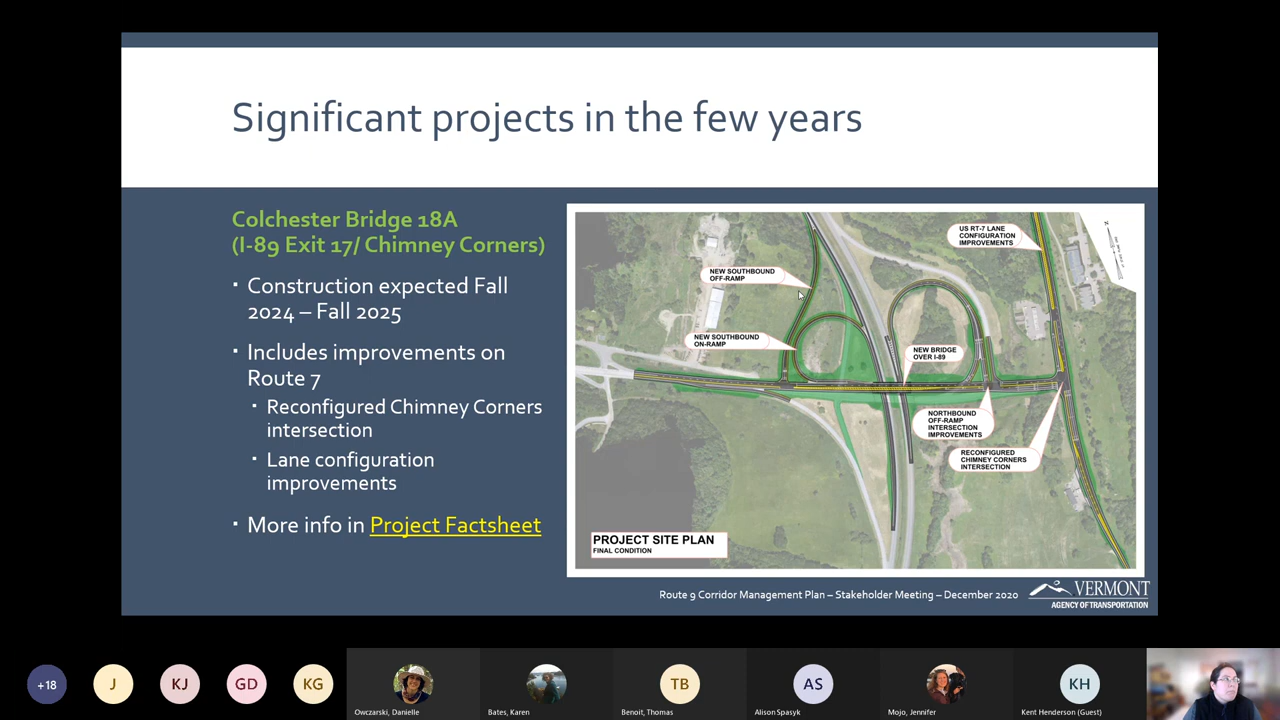 Significant projects in the few years
Colchester Bridge 18A
(I-89 Exit 17/ Chimney Corners)
▪ Construction expected Fall
2024 – Fall 2025
▪ Includes improvements on
Route 7
▪ Reconfigured Chimney Corners
intersection
▪ Lane configuration
improvements
▪ More info in Project Factsheet
US RT-7 LANE
CONFIGURATION
IMPROVEMENTS
NEW SOUTHBOUND
OFF-RAMP
NEW SOUTHBOUND
ON-RAMP
NEW BRIDGE
OVER I-89
NORTHBOUND
OFF-RAMP
INTERSECTION
IMPROVEMENTS
RECONFIGURED
CHIMNEY CORNERS
INTERSECTION
PROJECT SITE PLAN
FINAL CONDITION
Route 9 Corridor Management Plan – Stakeholder Meeting – December 2020
VERMONT
AGENCY OF TRANSPORTATION
+18
J
KJ
GD
KG
TB
AS
KH
Owczarski, Danielle
Bates, Karen
Benoit, Thomas
Alison Spasyk
Mojo, Jennifer
Kent Henderson (Guest)